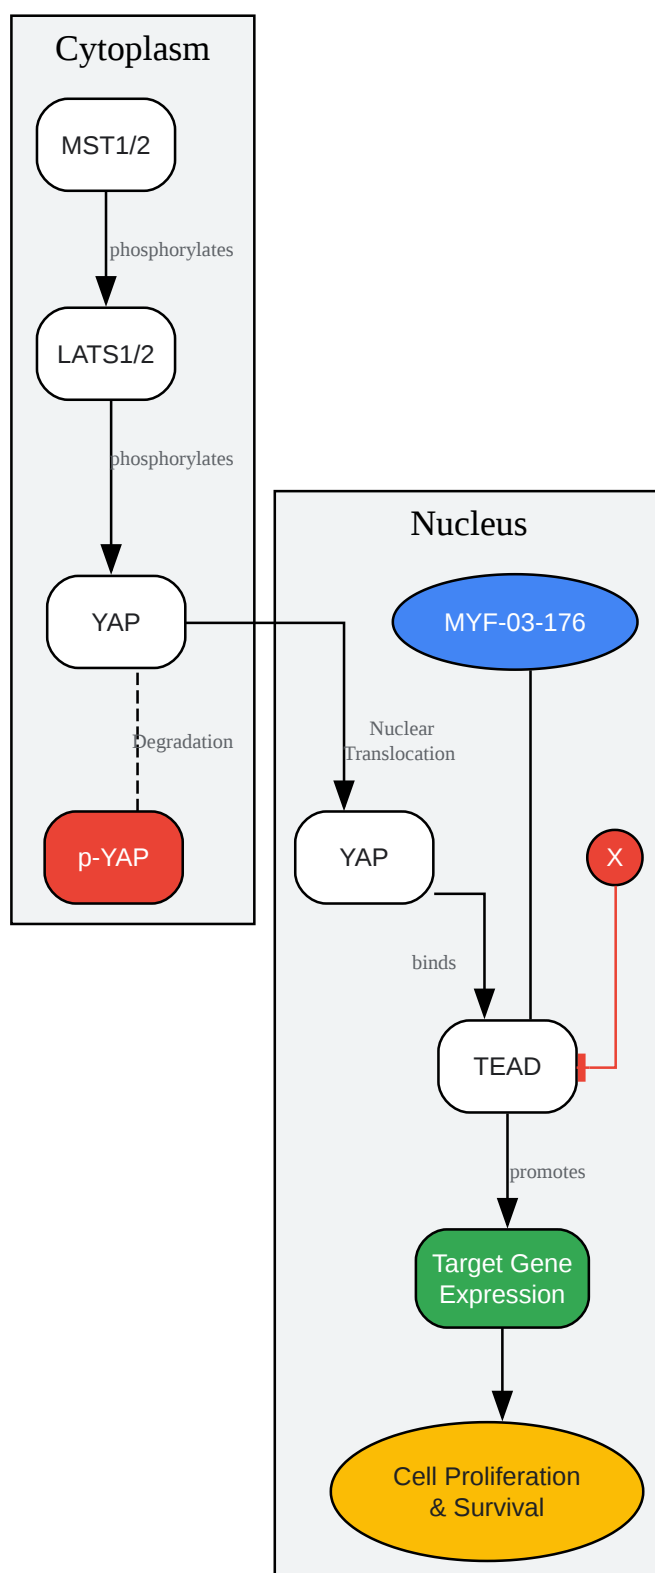 Cytoplasm
MST1/2
phosphorylates
LATS1/2
phosphorylates
YAP
Degradation
p-YAP
Nucleus
MYF-03-176
Nuclear
Translocation
YAP
X
binds
TEAD
promotes
Target Gene
Expression
Cell Proliferation
& Survival